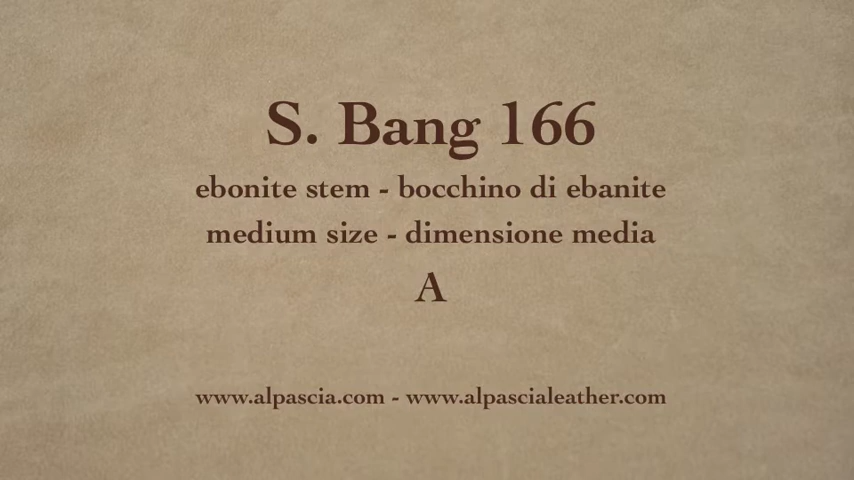 S. Bang 166
ebonite stem - bocchino di ebanite
medium size - dimensione media
A
www.alpascia.com - www.alpascialeather.com